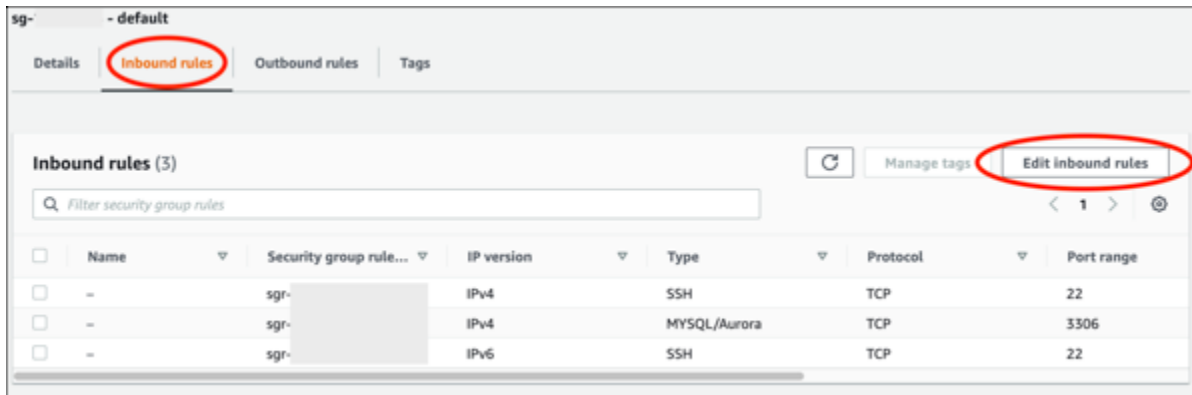 sg- - default
Details Inbound rules Outbound rules Tags
Inbound rules (3) Manage tags Edit inbound rules
Filter security group rules
< 1 >
Name Security group rule... IP version Type Protocol Port range
– sgr- IPv4 SSH TCP 22
– sgr- IPv4 MYSQL/Aurora TCP 3306
– sgr- IPv6 SSH TCP 22